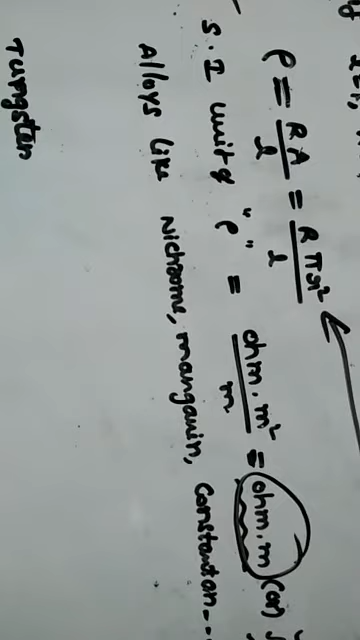 ρ = RA/l = Rπr²/l
S.I unit of "ρ" = ohm.m²/m = ohm.m (or)
Alloys like Nichrome, manganin, constantan--
Tungsten